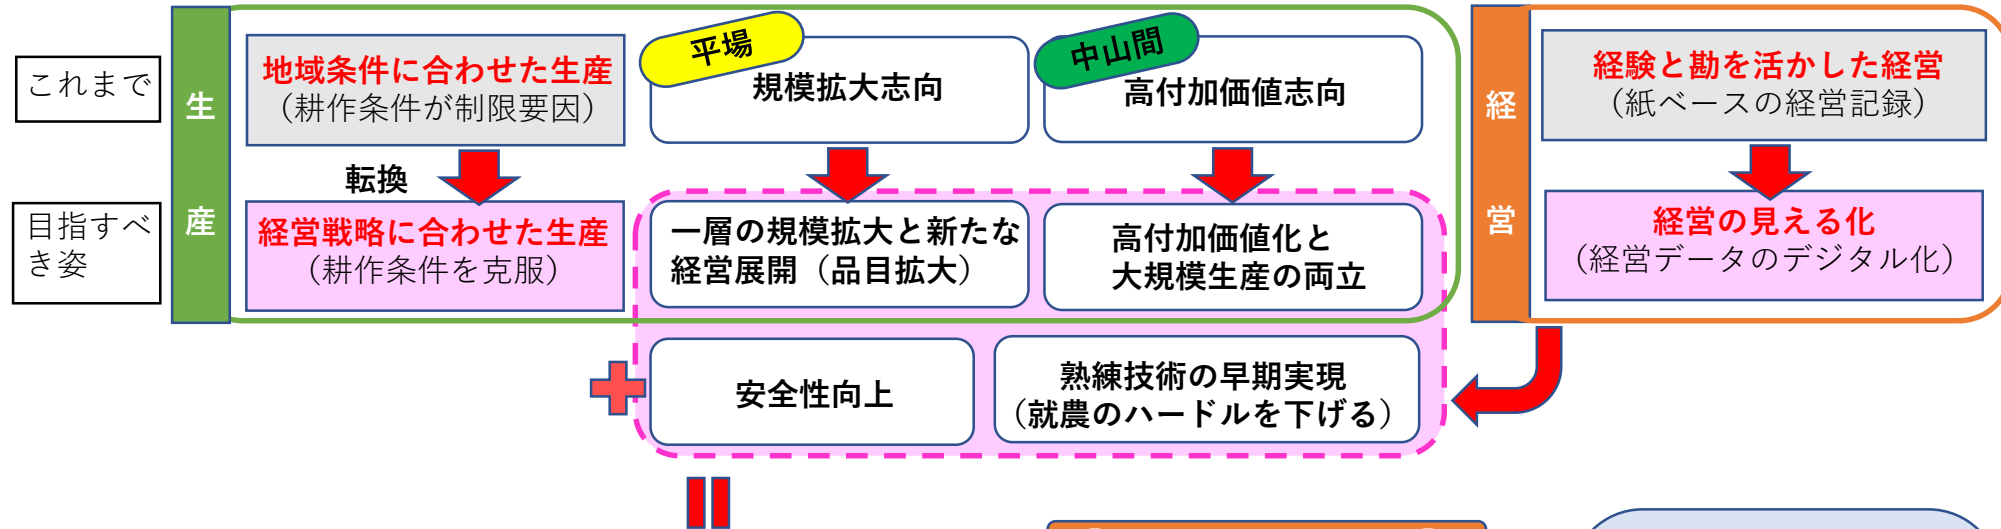 これまで
生
産
地域条件に合わせた生産
（耕作条件が制限要因）
平場
規模拡大志向
中山間
高付加価値志向
経
営
経験と勘を活かした経営
（紙ベースの経営記録）
転換
目指すべ
き姿
経営戦略に合わせた生産
（耕作条件を克服）
一層の規模拡大と新たな
経営展開（品目拡大）
高付加価値化と
大規模生産の両立
経営の見える化
（経営データのデジタル化）
安全性向上
熟練技術の早期実現
（就農のハードルを下げる）